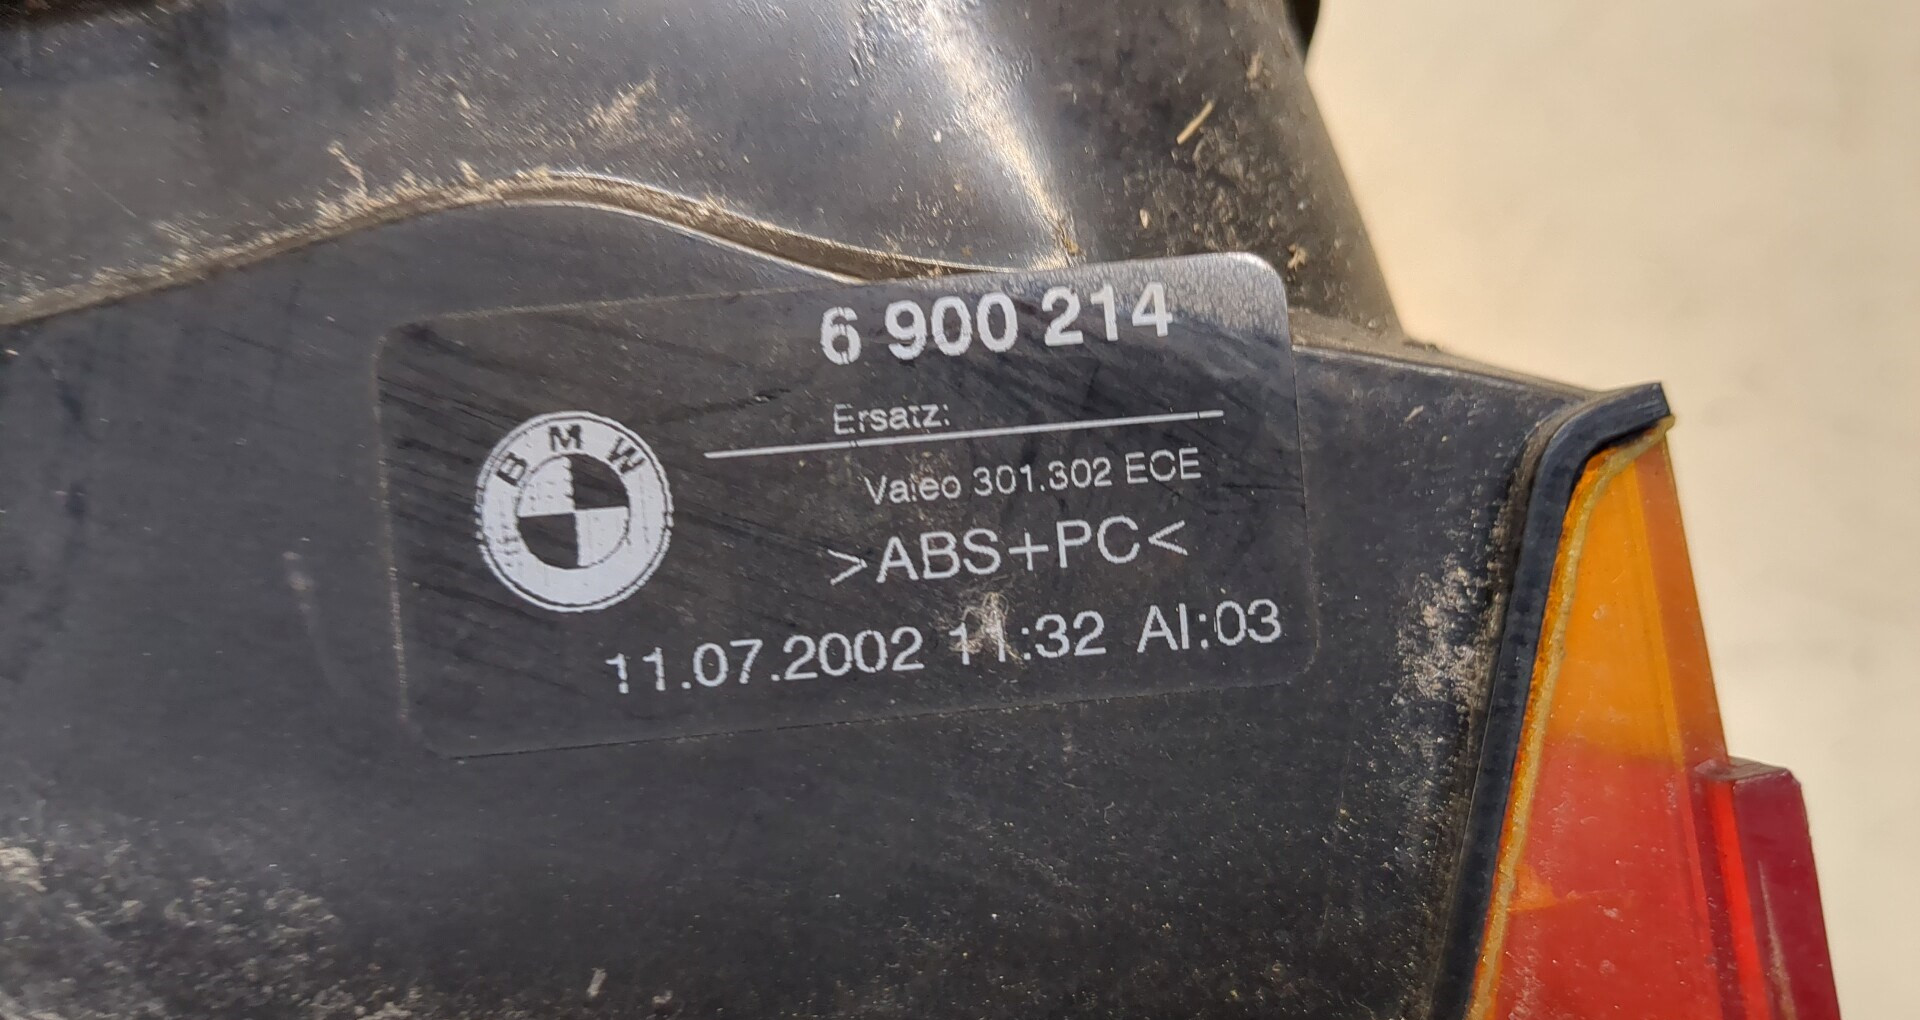 6 900 214
Ersatz:
BMW
Valeo 301.302 ECE
>ABS+PC<
11.07.2002 11:32 AI:03